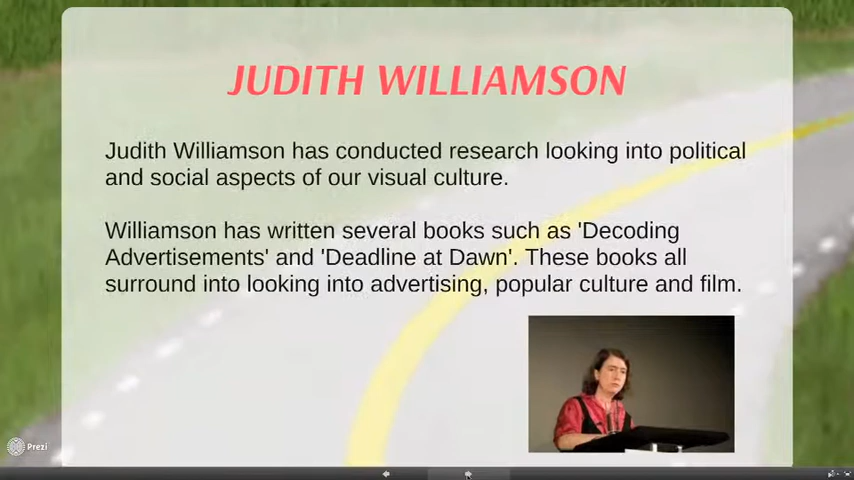 JUDITH WILLIAMSON
Judith Williamson has conducted research looking into political
and social aspects of our visual culture.
Williamson has written several books such as 'Decoding
Advertisements' and 'Deadline at Dawn'. These books all
surround into looking into advertising, popular culture and film.
Prezi